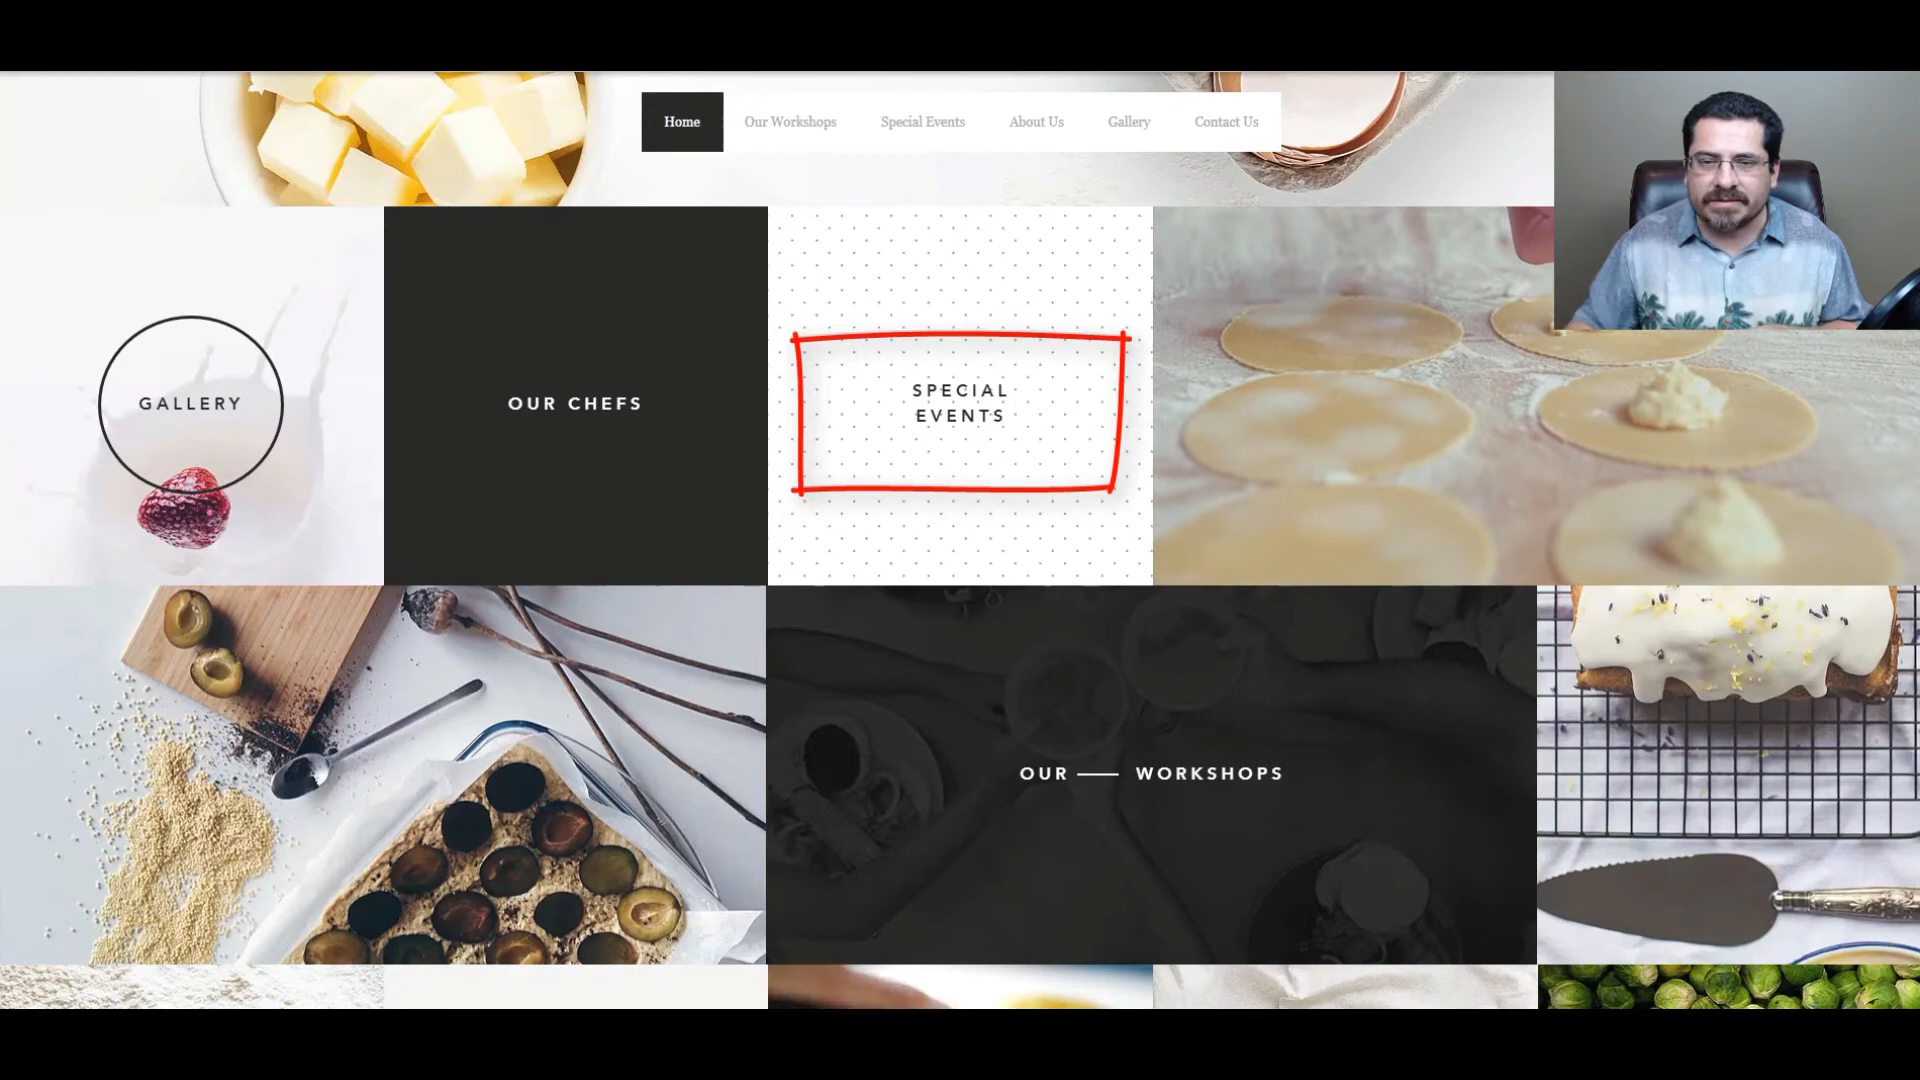 Home
Our Workshops
Special Events
About Us
Gallery
Contact Us
GALLERY
OUR CHEFS
SPECIAL
EVENTS
OUR — WORKSHOPS